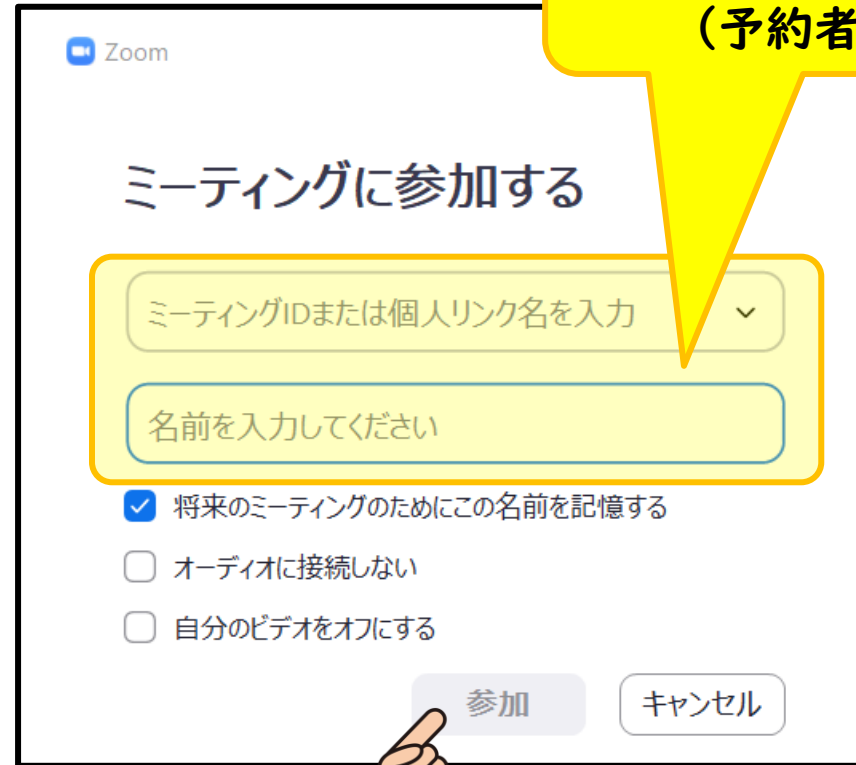 (予約者
Zoom
ミーティングに参加する
ミーティングIDまたは個人リンク名を入力
名前を入力してください
将来のミーティングのためにこの名前を記憶する
オーディオに接続しない
自分のビデオをオフにする
参加
キャンセル